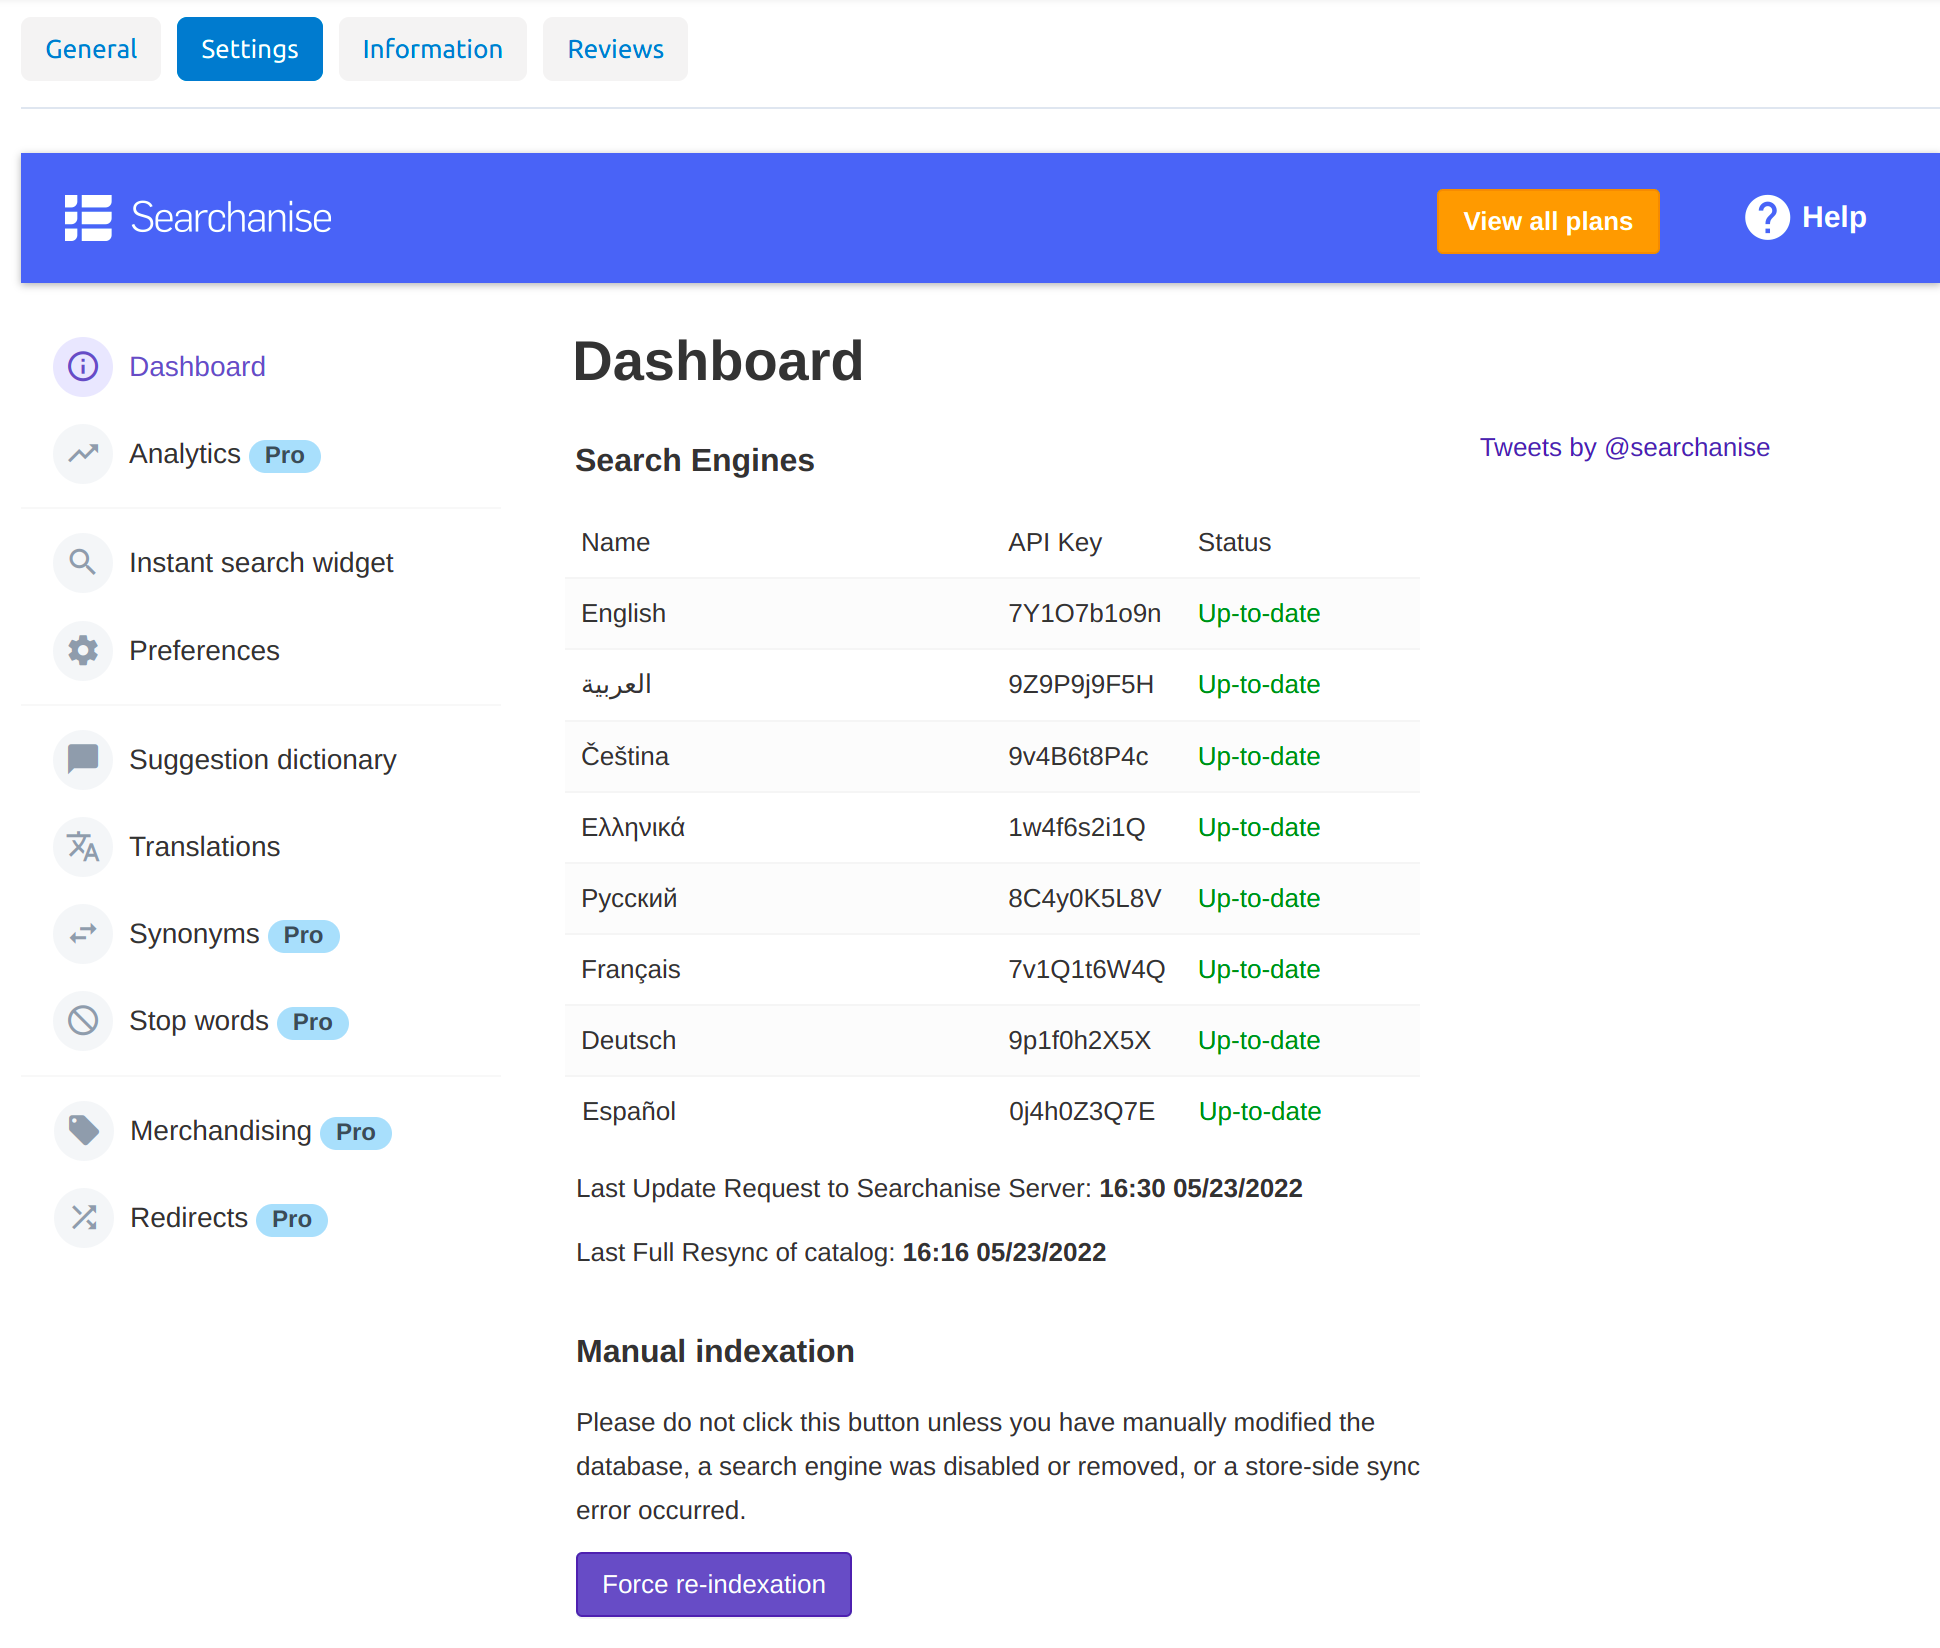 General
Settings
Information
Reviews
Searchanise
View all plans
Help
Dashboard
Analytics Pro
Instant search widget
Preferences
Suggestion dictionary
Translations
Synonyms Pro
Stop words Pro
Merchandising Pro
Redirects Pro
Dashboard
Search Engines
Name API Key Status
English 7Y1O7b1o9n Up-to-date
العربية 9Z9P9j9F5H Up-to-date
Čeština 9v4B6t8P4c Up-to-date
Ελληνικά 1w4f6s2i1Q Up-to-date
Русский 8C4y0K5L8V Up-to-date
Français 7v1Q1t6W4Q Up-to-date
Deutsch 9p1f0h2X5X Up-to-date
Español 0j4h0Z3Q7E Up-to-date
Last Update Request to Searchanise Server: 16:30 05/23/2022
Last Full Resync of catalog: 16:16 05/23/2022
Manual indexation
Please do not click this button unless you have manually modified the
database, a search engine was disabled or removed, or a store-side sync
error occurred.
Force re-indexation
Tweets by @searchanise